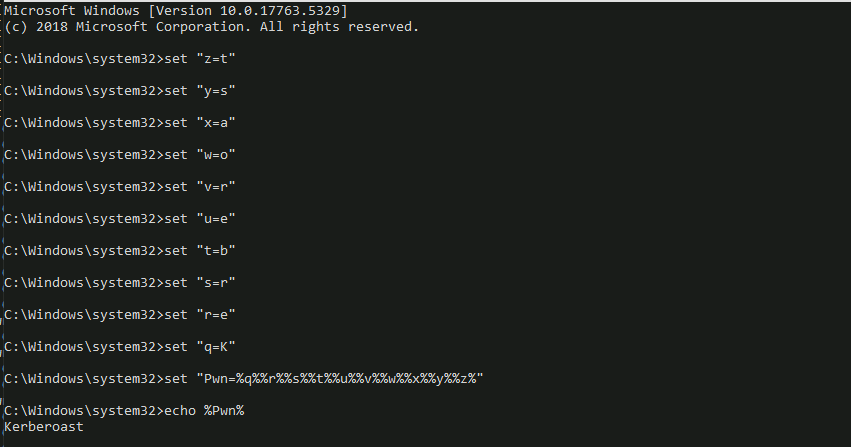 Microsoft Windows [Version 10.0.17763.5329]
(c) 2018 Microsoft Corporation. All rights reserved.
C:\Windows\system32>set "z=t"
C:\Windows\system32>set "y=s"
C:\Windows\system32>set "x=a"
C:\Windows\system32>set "w=o"
C:\Windows\system32>set "v=r"
C:\Windows\system32>set "u=e"
C:\Windows\system32>set "t=b"
C:\Windows\system32>set "s=r"
C:\Windows\system32>set "r=e"
C:\Windows\system32>set "q=K"
C:\Windows\system32>set "Pwn=%q%%r%%s%%t%%u%%v%%w%%x%%y%%z%"
C:\Windows\system32>echo %Pwn%
Kerberoast